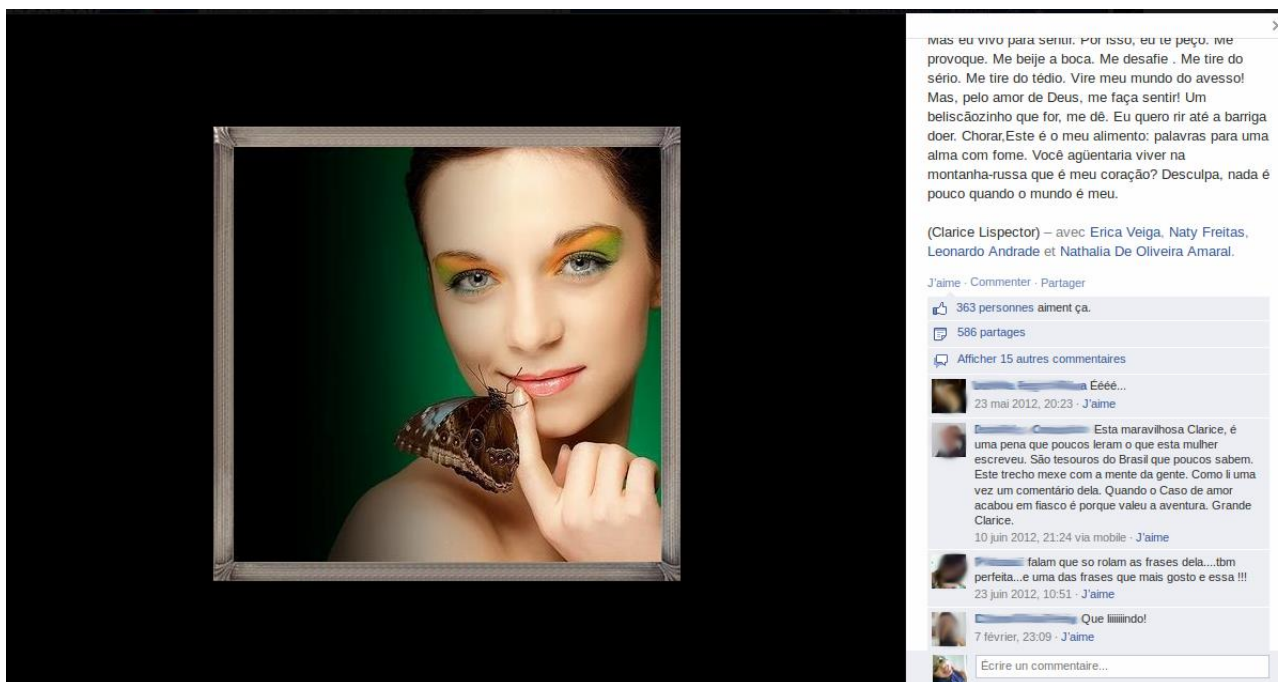 Mas eu vivo para sentir. Por isso, eu te peço. Me
provoque. Me beije a boca. Me desafie . Me tire do
sério. Me tire do tédio. Vire meu mundo do avesso!
Mas, pelo amor de Deus, me faça sentir! Um
beliscãozinho que for, me dê. Eu quero rir até a barriga
doer. Chorar,Este é o meu alimento: palavras para uma
alma com fome. Você agüentaria viver na
montanha-russa que é meu coração? Desculpa, nada é
pouco quando o mundo é meu.
(Clarice Lispector) – avec Erica Veiga, Naty Freitas,
Leonardo Andrade et Nathalia De Oliveira Amaral.
J'aime · Commenter · Partager
363 personnes aiment ça.
586 partages
Afficher 15 autres commentaires
Éééé...
23 mai 2012, 20:23 · J'aime
Esta maravilhosa Clarice, é
uma pena que poucos leram o que esta mulher
escreveu. São tesouros do Brasil que poucos sabem.
Este trecho mexe com a mente da gente. Como li uma
vez um comentário dela. Quando o Caso de amor
acabou em fiasco é porque valeu a aventura. Grande
Clarice.
10 juin 2012, 21:24 via mobile · J'aime
falam que so rolam as frases dela....tbm
perfeita...e uma das frases que mais gosto e essa !!!
23 juin 2012, 10:51 · J'aime
Que liiiiiindo!
7 février, 23:09 · J'aime
Écrire un commentaire...